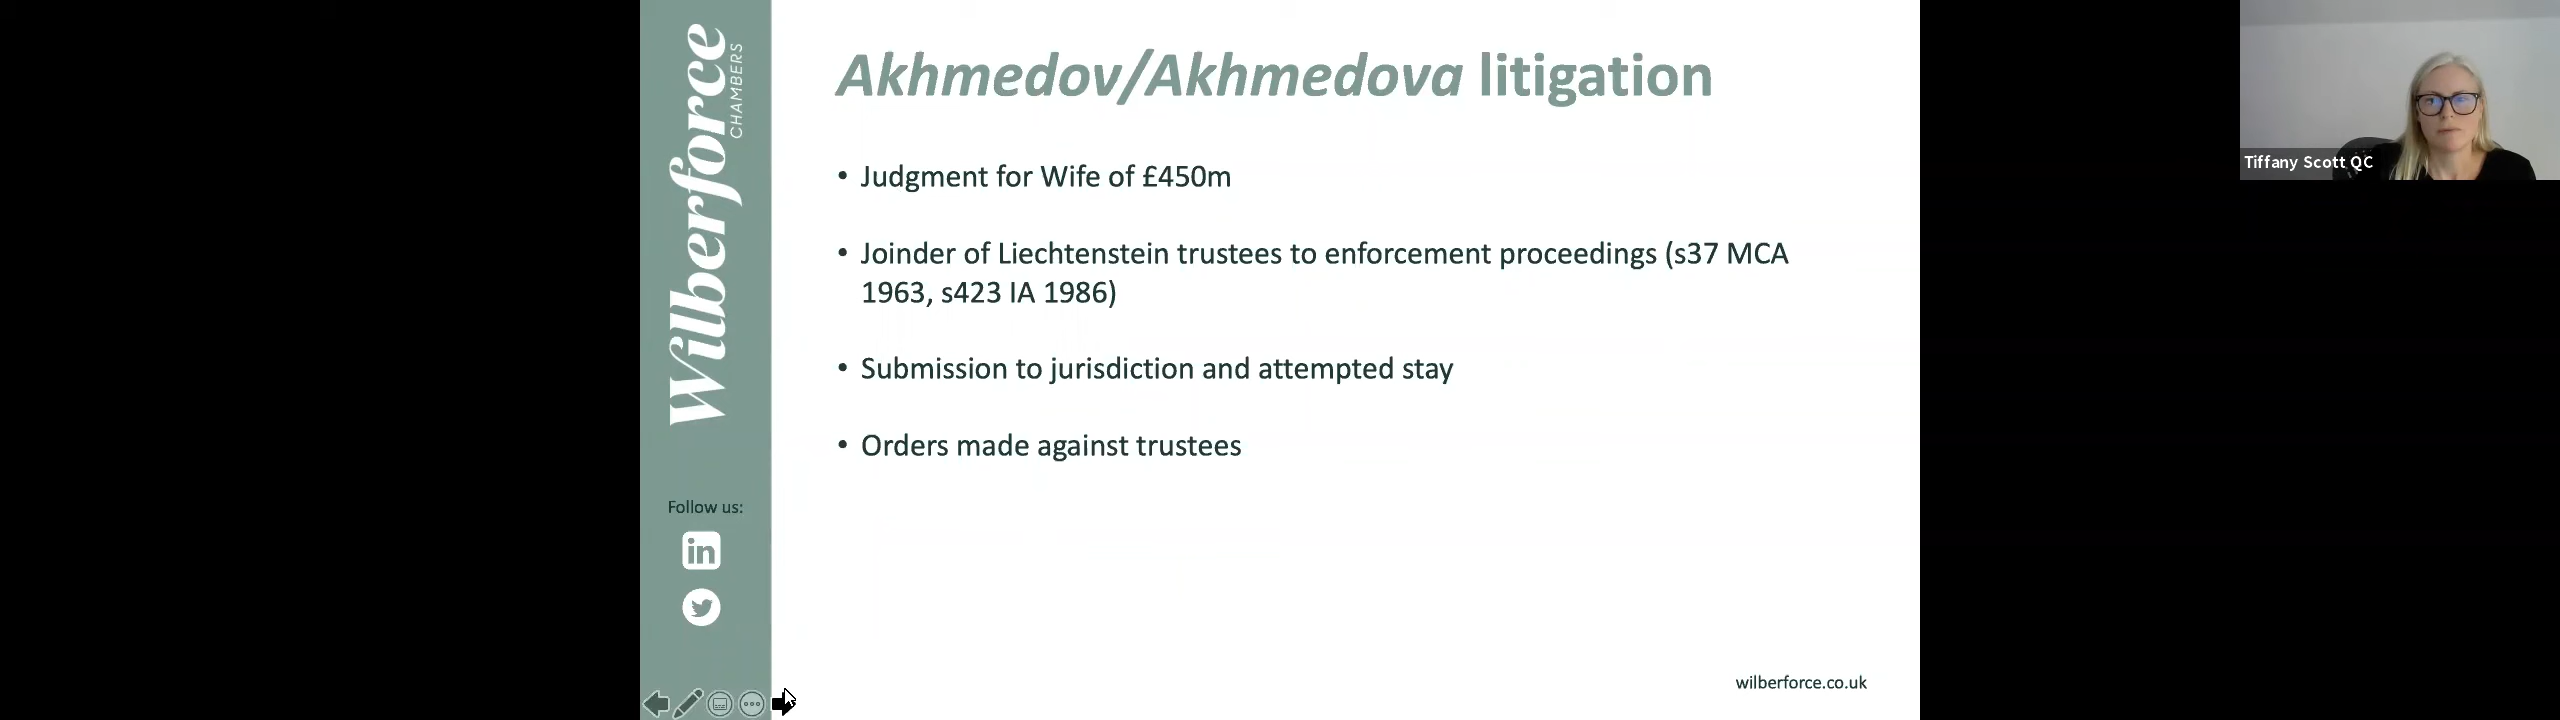 Wilberforce
CHAMBERS
Akhmedov/Akhmedova litigation
• Judgment for Wife of £450m
• Joinder of Liechtenstein trustees to enforcement proceedings (s37 MCA
1963, s423 IA 1986)
• Submission to jurisdiction and attempted stay
• Orders made against trustees
Follow us:
in
wilberforce.co.uk
Tiffany Scott QC